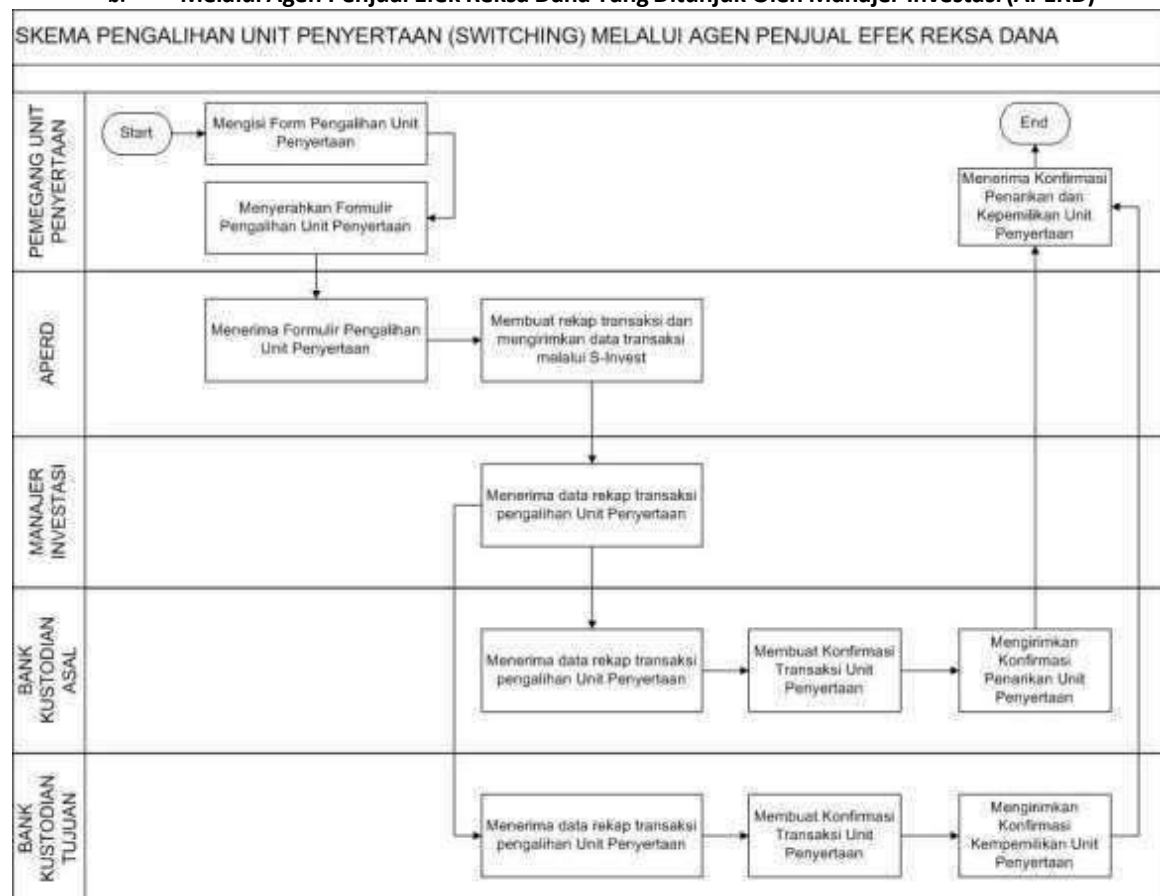 b. Melalui Agen Penjual Efek Reksa Dana Yang Ditunjuk Oleh Manajer Investasi (APERD)
SKEMA PENGALIHAN UNIT PENYERTAAN (SWITCHING) MELALUI AGEN PENJUAL EFEK REKSA DANA
PEMEGANG UNIT
PENYERTAAN
Start
Mengisi Form Pengalihan Unit
Penyertaan
Menyerahkan Formulir
Pengalihan Unit Penyertaan
End
Menerima Konfirmasi
Penarikan dan
Kepemilikan Unit
Penyertaan
APERD
Menerima Formulir Pengalihan
Unit Penyertaan
Membuat rekap transaksi dan
mengirimkan data transaksi
melalui S-Invest
MANAJER
INVESTASI
Menerima data rekap transaksi
pengalihan Unit Penyertaan
BANK
KUSTODIAN
ASAL
Menerima data rekap transaksi
pengalihan Unit Penyertaan
Membuat Konfirmasi
Transaksi Unit
Penyertaan
Mengirimkan
Konfirmasi
Penarikan Unit
Penyertaan
BANK
KUSTODIAN
TUJUAN
Menerima data rekap transaksi
pengalihan Unit Penyertaan
Membuat Konfirmasi
Transaksi Unit
Penyertaan
Mengirimkan
Konfirmasi
Kempemilikan Unit
Penyertaan